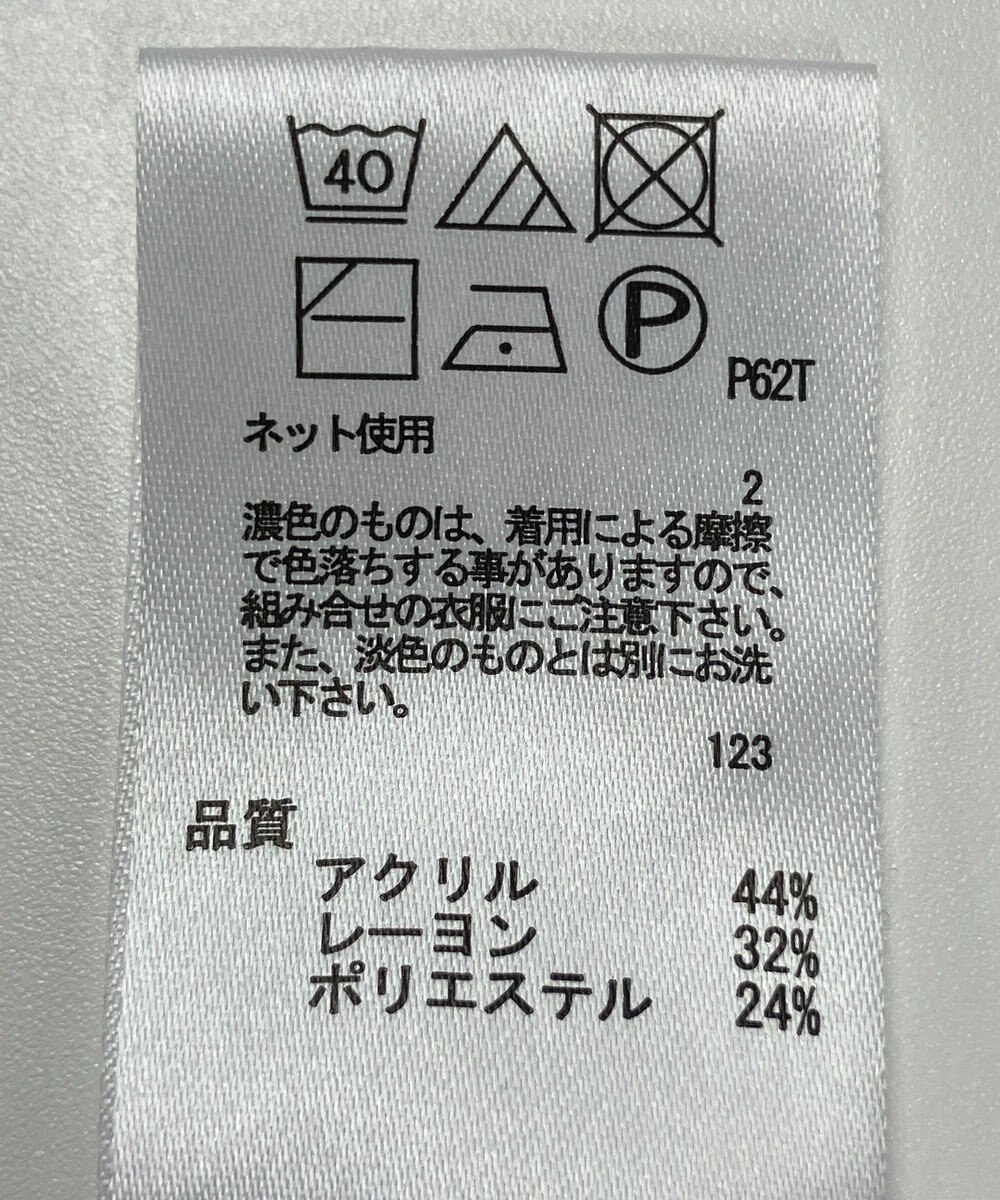 40
P
P62T
ネット使用
2
濃色のものは、着用による摩擦
で色落ちする事がありますので、
組み合せの衣服にご注意下さい。
また、淡色のものとは別にお洗
い下さい。
123
品質
アクリル 44%
レーヨン 32%
ポリエステル 24%